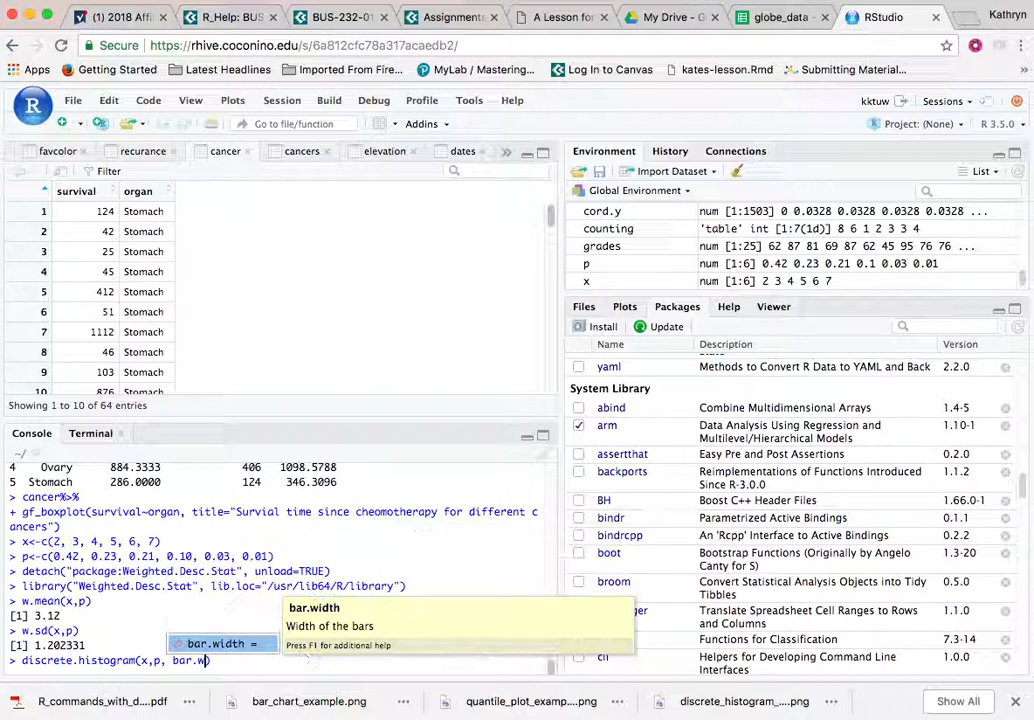 (1) 2018 Affil
R_Help: BUS
BUS-232-01
Assignments
A Lesson for
My Drive - G
globe_data
RStudio
Kathryn
Secure
https://rhive.coconino.edu/s/6a812cfc78a317acaedb2/
Apps
Getting Started
Latest Headlines
Imported From Fire...
MyLab / Mastering...
Log In to Canvas
kates-lesson.Rmd
Submitting Material...
File Edit Code View Plots Session Build Debug Profile Tools Help
kktuw
Sessions
Go to file/function
Addins
Project: (None)
R 3.5.0
favcolor
recurance
cancer
cancers
elevation
dates
Filter
survival organ
1 124 Stomach
2 42 Stomach
3 25 Stomach
4 45 Stomach
5 412 Stomach
6 51 Stomach
7 1112 Stomach
8 46 Stomach
9 103 Stomach
10 876 Stomach
Showing 1 to 10 of 64 entries
Console Terminal
~/
4 Ovary 884.3333 406 1098.5788
5 Stomach 286.0000 124 346.3096
> cancer%>%
+ gf_boxplot(survival~organ, title="Survial time since cheomotherapy for different c
ancers")
> x<-c(2, 3, 4, 5, 6, 7)
> p<-c(0.42, 0.23, 0.21, 0.10, 0.03, 0.01)
> detach("package:Weighted.Desc.Stat", unload=TRUE)
> library("Weighted.Desc.Stat", lib.loc="/usr/lib64/R/library")
> w.mean(x,p)
[1] 3.12
> w.sd(x,p)
[1] 1.202331
> discrete.histogram(x,p, bar.w)
bar.width =
bar.width
Width of the bars
Press F1 for additional help
Environment History Connections
Import Dataset
List
Global Environment
cord.y num [1:1503] 0 0.0328 0.0328 0.0328 0.0328 ...
counting 'table' int [1:7(1d)] 8 6 1 2 3 3 4
grades num [1:25] 62 87 81 69 87 62 45 95 76 76 ...
p num [1:6] 0.42 0.23 0.21 0.1 0.03 0.01
x num [1:6] 2 3 4 5 6 7
Files Plots Packages Help Viewer
Install Update
Name Description Version
yaml Methods to Convert R Data to YAML and Back 2.2.0
System Library
abind Combine Multidimensional Arrays 1.4-5
arm Data Analysis Using Regression and 1.10-1
Multilevel/Hierarchical Models
assertthat Easy Pre and Post Assertions 0.2.0
backports Reimplementations of Functions Introduced 1.1.2
Since R-3.0.0
BH Boost C++ Header Files 1.66.0-1
bindr Parametrized Active Bindings 0.1.1
bindrcpp An 'Rcpp' Interface to Active Bindings 0.2.2
boot Bootstrap Functions (Originally by Angelo 1.3-20
Canty for S)
broom Convert Statistical Analysis Objects into Tidy 0.5.0
Tibbles
Translate Spreadsheet Cell Ranges to Rows 1.1.0
and Columns
Functions for Classification 7.3-14
cli Helpers for Developing Command Line 1.0.0
Interfaces
R_commands_with_d....pdf
bar_chart_example.png
quantile_plot_examp....png
discrete_histogram_....png
Show All